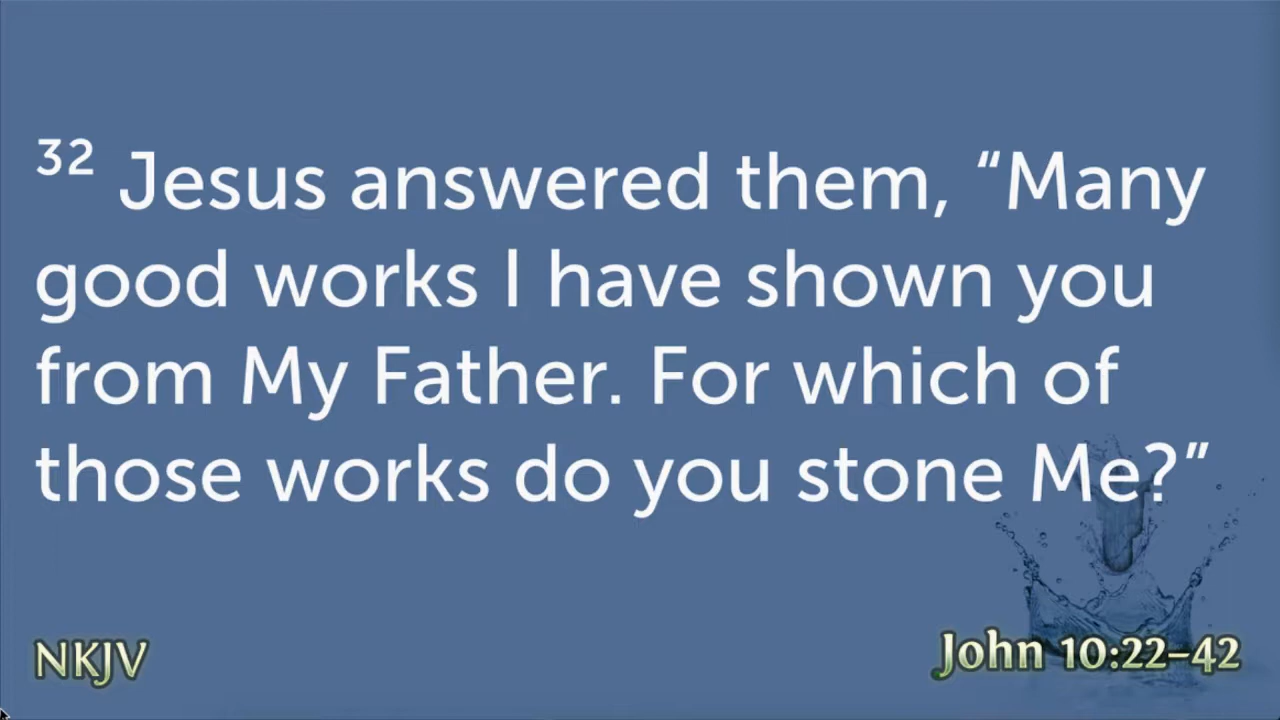 32 Jesus answered them, “Many
good works I have shown you
from My Father. For which of
those works do you stone Me?”
NKJV
John 10:22–42